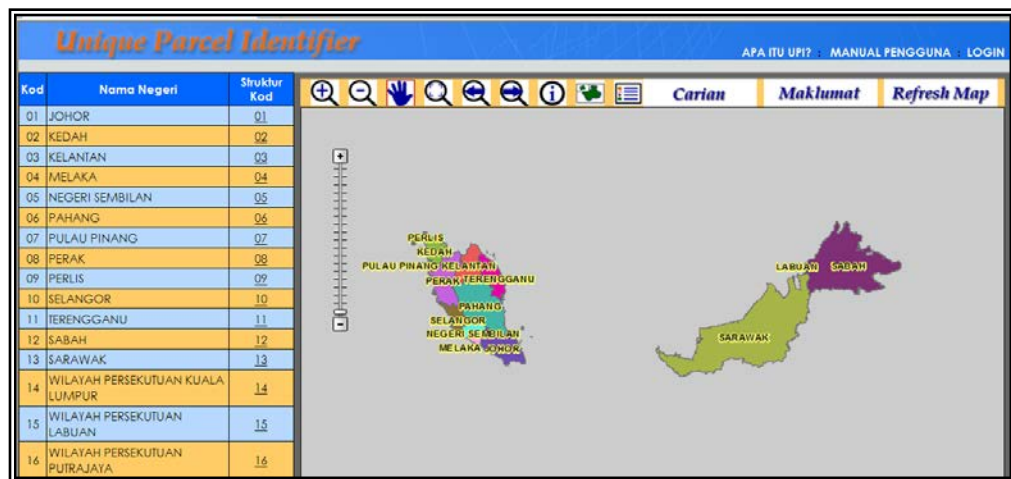 Unique Parcel Identifier
APA ITU UPI? : MANUAL PENGGUNA : LOGIN
Kod Nama Negeri Struktur Kod
01 JOHOR 01
02 KEDAH 02
03 KELANTAN 03
04 MELAKA 04
05 NEGERI SEMBILAN 05
06 PAHANG 06
07 PULAU PINANG 07
08 PERAK 08
09 PERLIS 09
10 SELANGOR 10
11 TERENGGANU 11
12 SABAH 12
13 SARAWAK 13
14 WILAYAH PERSEKUTUAN KUALA LUMPUR 14
15 WILAYAH PERSEKUTUAN LABUAN 15
16 WILAYAH PERSEKUTUAN PUTRAJAYA 16
Carian Maklumat Refresh Map
PERLIS
KEDAH
PULAU PINANG KELANTAN
PERAK TERENGGANU
PAHANG
SELANGOR
NEGERI SEMBILAN
MELAKA JOHOR
LABUAN SABAH
SARAWAK